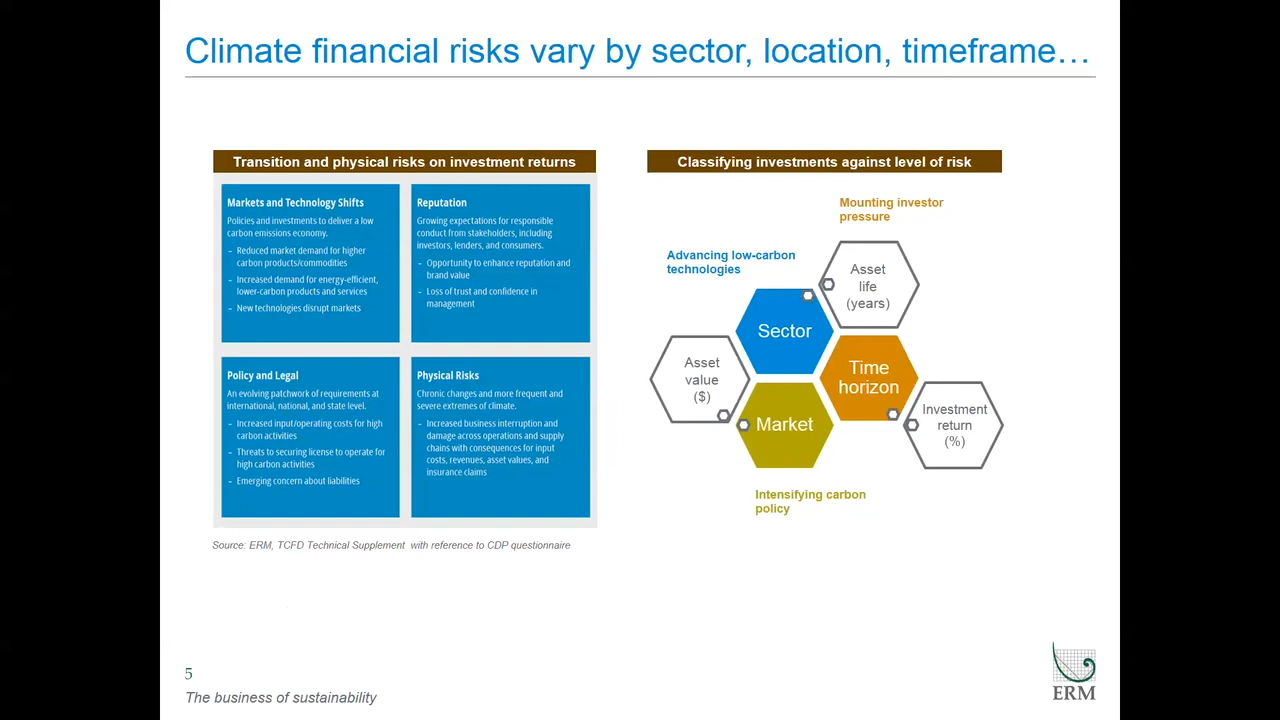 Climate financial risks vary by sector, location, timeframe…
Transition and physical risks on investment returns
Markets and Technology Shifts
Policies and investments to deliver a low
carbon emissions economy.
– Reduced market demand for higher
carbon products/commodities
– Increased demand for energy-efficient,
lower-carbon products and services
– New technologies disrupt markets
Reputation
Growing expectations for responsible
conduct from stakeholders, including
investors, lenders, and consumers.
– Opportunity to enhance reputation and
brand value
– Loss of trust and confidence in
management
Policy and Legal
An evolving patchwork of requirements at
international, national, and state level.
– Increased input/operating costs for high
carbon activities
– Threats to securing license to operate for
high carbon activities
– Emerging concern about liabilities
Physical Risks
Chronic changes and more frequent and
severe extremes of climate.
– Increased business interruption and
damage across operations and supply
chains with consequences for input
costs, revenues, asset values, and
insurance claims
Source: ERM, TCFD Technical Supplement with reference to CDP questionnaire
Classifying investments against level of risk
Mounting investor
pressure
Advancing low-carbon
technologies
Asset
life
(years)
Sector
Asset
value
($)
Time
horizon
Market
Investment
return
(%)
Intensifying carbon
policy
5
The business of sustainability
ERM